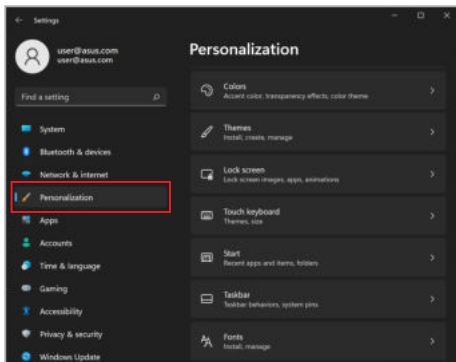 Settings
user@asus.com
user@asus.com
Find a setting
System
Bluetooth & devices
Network & internet
Personalization
Apps
Accounts
Time & language
Gaming
Accessibility
Privacy & security
Windows Update
Personalization
Colors
Accent color, transparency effects, color theme
Themes
Install, create, manage
Lock screen
Lock screen images, apps, animations
Touch keyboard
Themes, size
Start
Recent apps and items, folders
Taskbar
Taskbar behaviors, system pins
Fonts
Install, manage